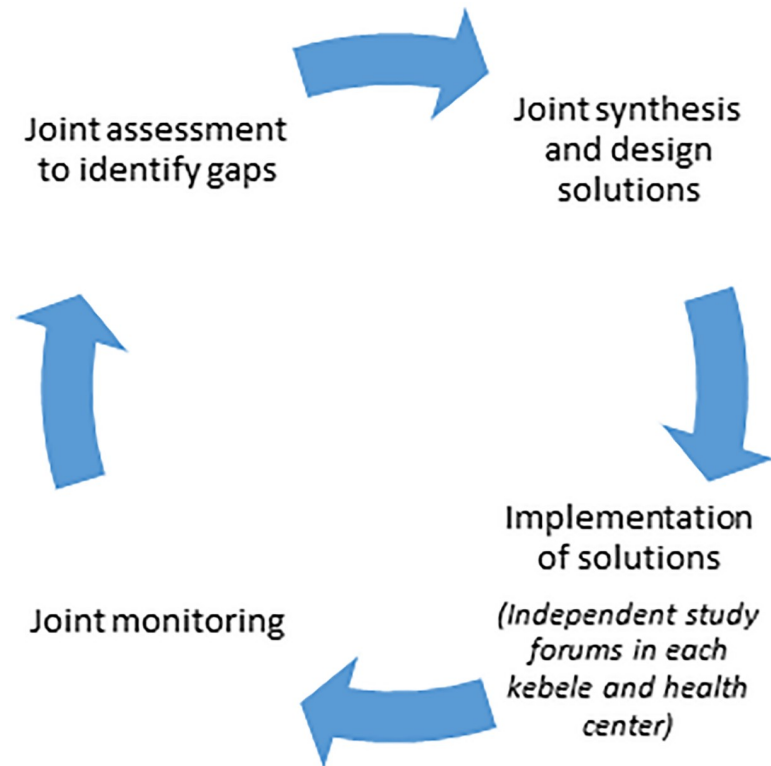 Joint assessment
to identify gaps
Joint synthesis
and design
solutions
Implementation
of solutions
(Independent study
forums in each
kebele and health
center)
Joint monitoring